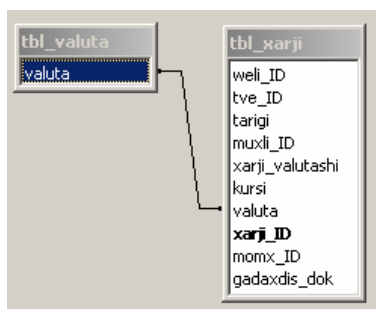 tbl_valuta
valuta
tbl_xarji
weli_ID
tve_ID
tarigi
muxli_ID
xarji_valutashi
kursi
valuta
xarji_ID
momx_ID
gadaxdis_dok